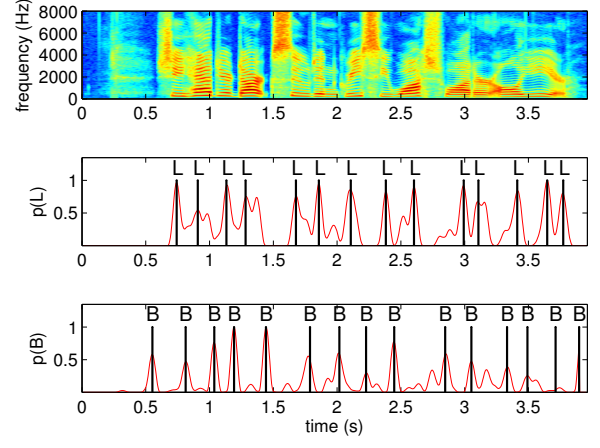 8000
6000
4000
2000
0
frequency (Hz)
0 0.5 1 1.5 2 2.5 3 3.5
L L L L L L L L L L L L L L
1
0.5
p(L)
0 0.5 1 1.5 2 2.5 3 3.5
B B B B B B B B B B B B B B B
1
0.5
p(B)
0 0.5 1 1.5 2 2.5 3 3.5
time (s)